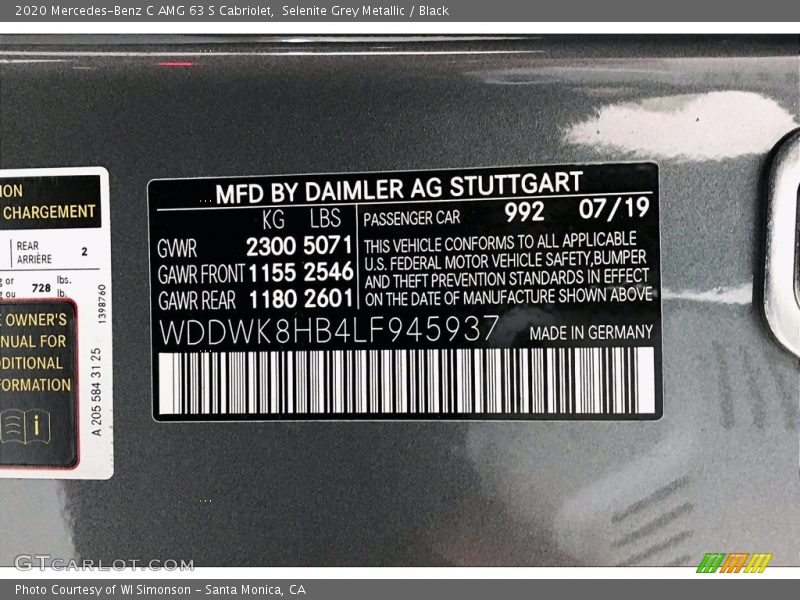 2020 Mercedes-Benz C AMG 63 S Cabriolet, Selenite Grey Metallic / Black
ION
CHARGEMENT
REAR
ARRIÈRE 2
g or
g ou 728 lbs.
lb.
E OWNER'S
NUAL FOR
DITIONAL
FORMATION
i
A 205 584 31 25
1398760
MFD BY DAIMLER AG STUTTGART
KG LBS
GVWR 2300 5071
GAWR FRONT 1155 2546
GAWR REAR 1180 2601
PASSENGER CAR 992 07/19
THIS VEHICLE CONFORMS TO ALL APPLICABLE
U.S. FEDERAL MOTOR VEHICLE SAFETY,BUMPER
AND THEFT PREVENTION STANDARDS IN EFFECT
ON THE DATE OF MANUFACTURE SHOWN ABOVE
WDDWK8HB4LF945937 MADE IN GERMANY
GTCARLOT.COM
Photo Courtesy of WI Simonson - Santa Monica, CA